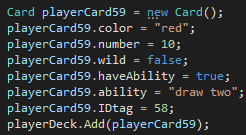 Card playerCard59 = new Card();
playerCard59.color = "red";
playerCard59.number = 10;
playerCard59.wild = false;
playerCard59.haveAbility = true;
playerCard59.ability = "draw two";
playerCard59.IDtag = 58;
playerDeck.Add(playerCard59);